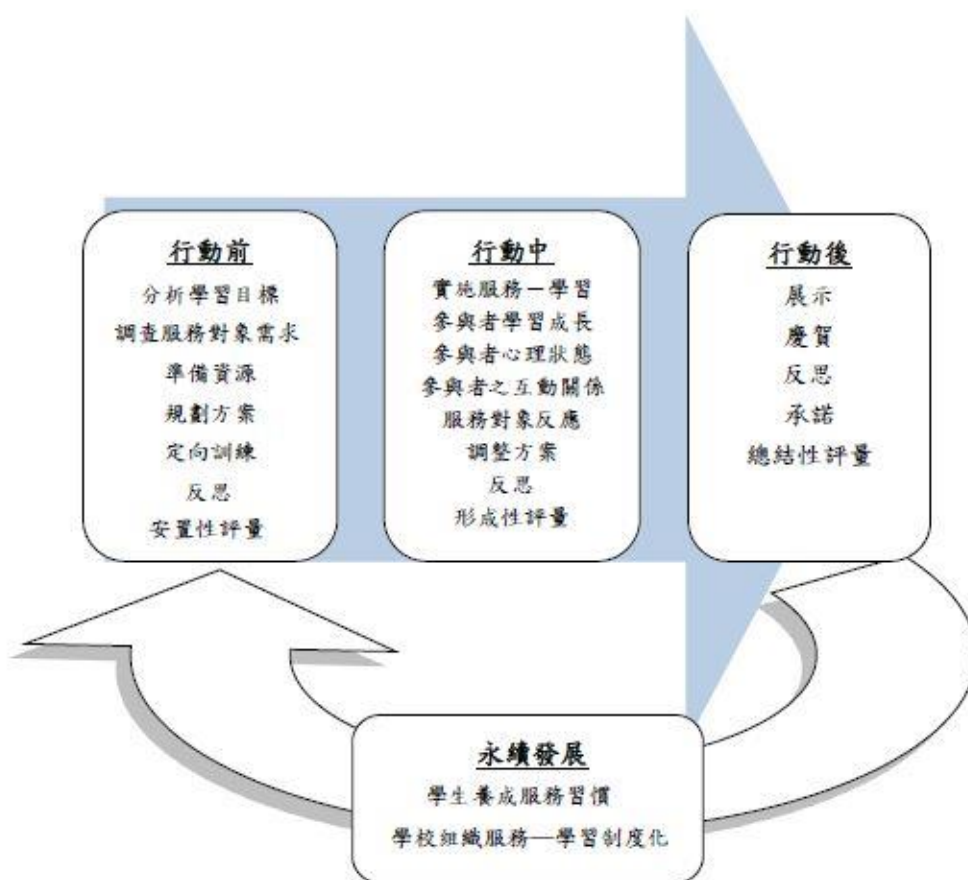 行動前
分析學習目標
調查服務對象需求
準備資源
規劃方案
定向訓練
反思
安置性評量
行動中
實施服務－學習
參與者學習成長
參與者心理狀態
參與者之互動關係
服務對象反應
調整方案
反思
形成性評量
行動後
展示
慶賀
反思
承諾
總結性評量
永續發展
學生養成服務習慣
學校組織服務—學習制度化